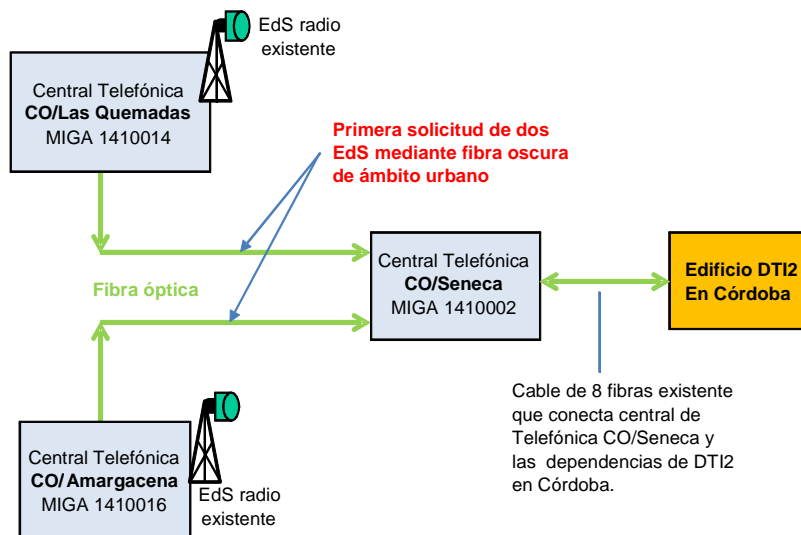 EdS radio
existente
Central Telefónica
CO/Las Quemadas
MIGA 1410014
Primera solicitud de dos
EdS mediante fibra oscura
de ámbito urbano
Fibra óptica
Central Telefónica
CO/Seneca
MIGA 1410002
Edificio DTI2
En Córdoba
Cable de 8 fibras existente
que conecta central de
Telefónica CO/Seneca y
las dependencias de DTI2
en Córdoba.
Central Telefónica
CO/Amargacena
MIGA 1410016
EdS radio
existente